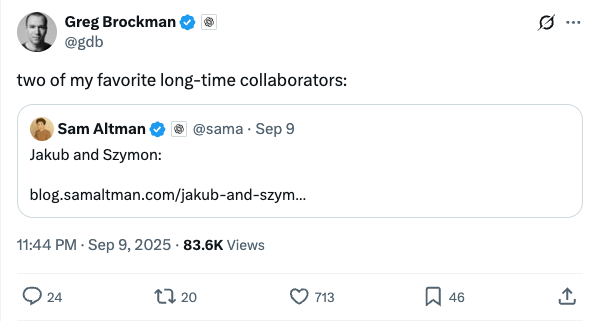 Greg Brockman
@gdb
two of my favorite long-time collaborators:
Sam Altman @sama · Sep 9
Jakub and Szymon:
blog.samaltman.com/jakub-and-szym...
11:44 PM · Sep 9, 2025 · 83.6K Views
24 20 713 46